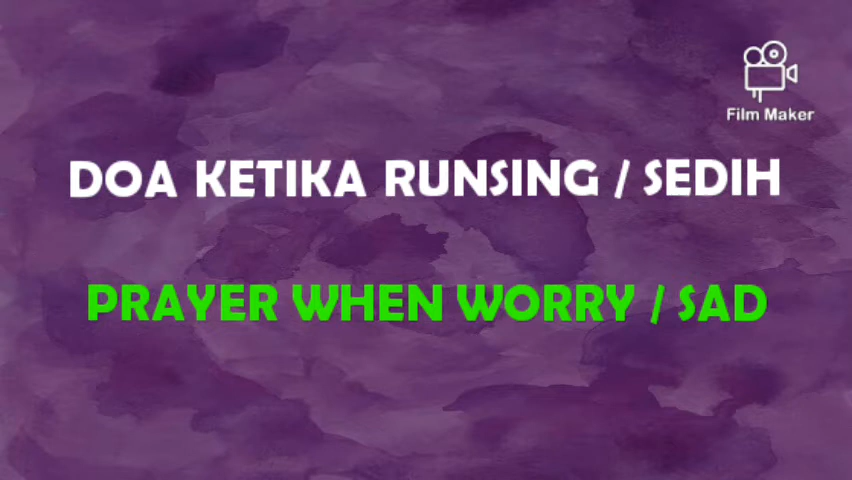 Film Maker
DOA KETIKA RUNSING / SEDIH
PRAYER WHEN WORRY / SAD